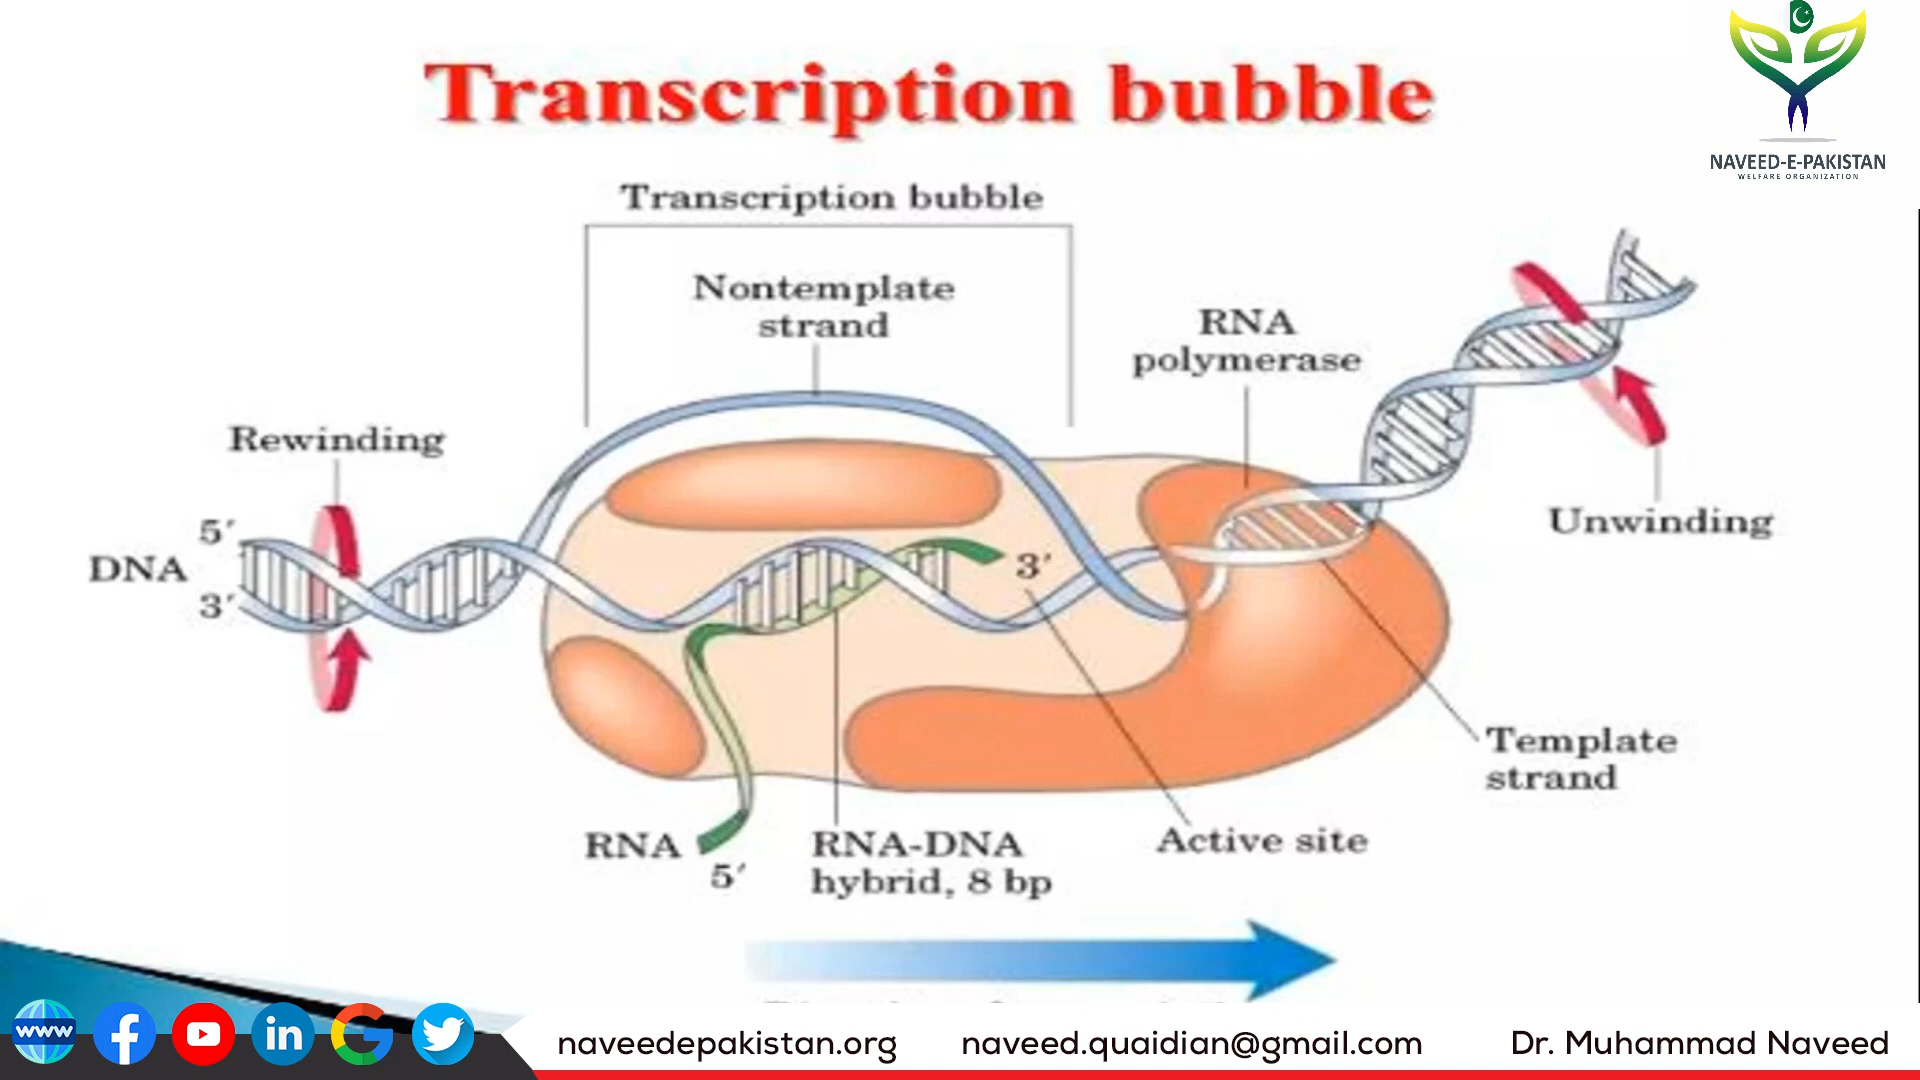 Transcription bubble
NAVEED-E-PAKISTAN
WELFARE ORGANIZATION
Transcription bubble
Nontemplate
strand
RNA
polymerase
Rewinding
Unwinding
5′
DNA
3′
3′
Template
strand
RNA
5′
RNA-DNA
hybrid, 8 bp
Active site
www
naveedepakistan.org
naveed.quaidian@gmail.com
Dr. Muhammad Naveed